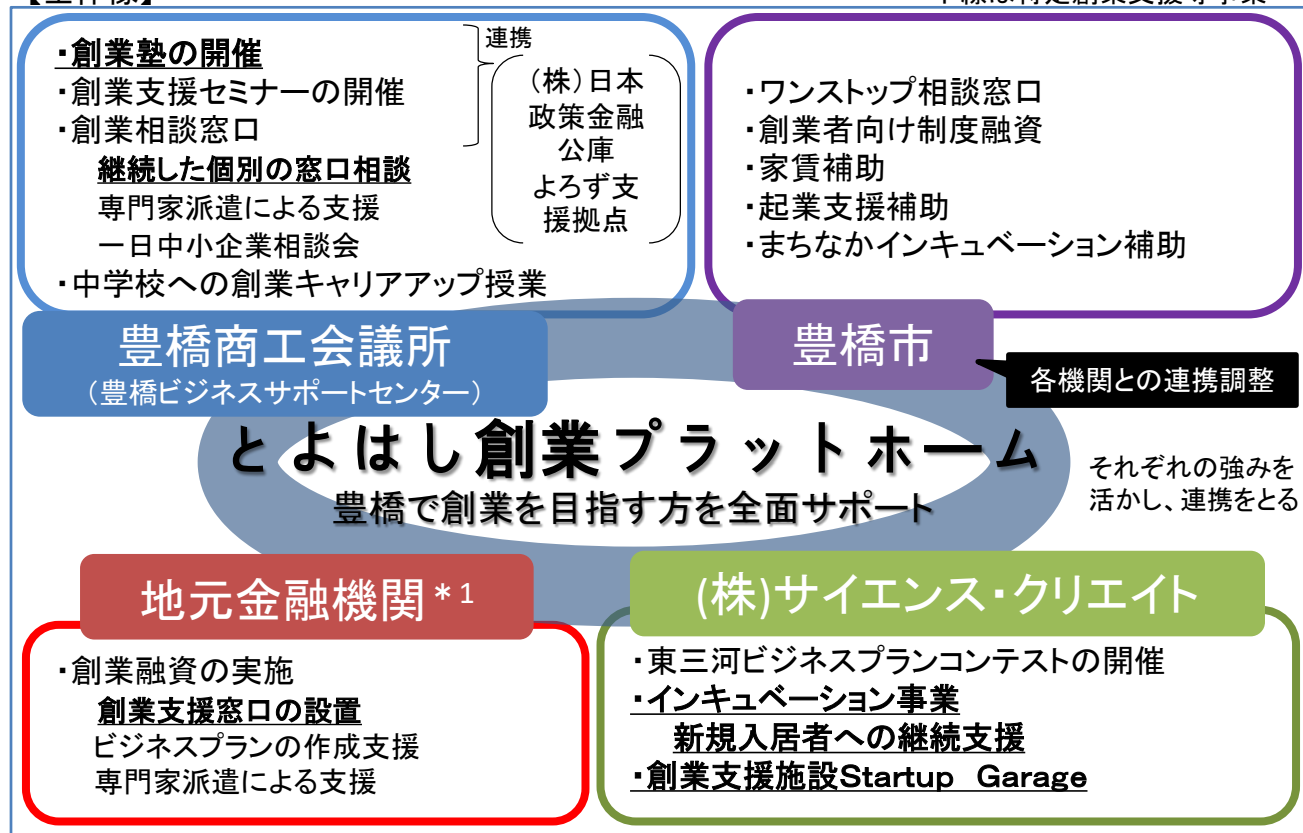 ・創業塾の開催
・創業支援セミナーの開催
・創業相談窓口
継続した個別の窓口相談
専門家派遣による支援
一日中小企業相談会
・中学校への創業キャリアアップ授業
連携
(株)日本
政策金融
公庫
よろず支
援拠点
・ワンストップ相談窓口
・創業者向け制度融資
・家賃補助
・起業支援補助
・まちなかインキュベーション補助
豊橋商工会議所
(豊橋ビジネスサポートセンター)
豊橋市
各機関との連携調整
とよはし創業プラットホーム
豊橋で創業を目指す方を全面サポート
それぞれの強みを
活かし、連携をとる
地元金融機関*1
・創業融資の実施
創業支援窓口の設置
ビジネスプランの作成支援
専門家派遣による支援
(株)サイエンス・クリエイト
・東三河ビジネスプランコンテストの開催
・インキュベーション事業
新規入居者への継続支援
・創業支援施設Startup Garage